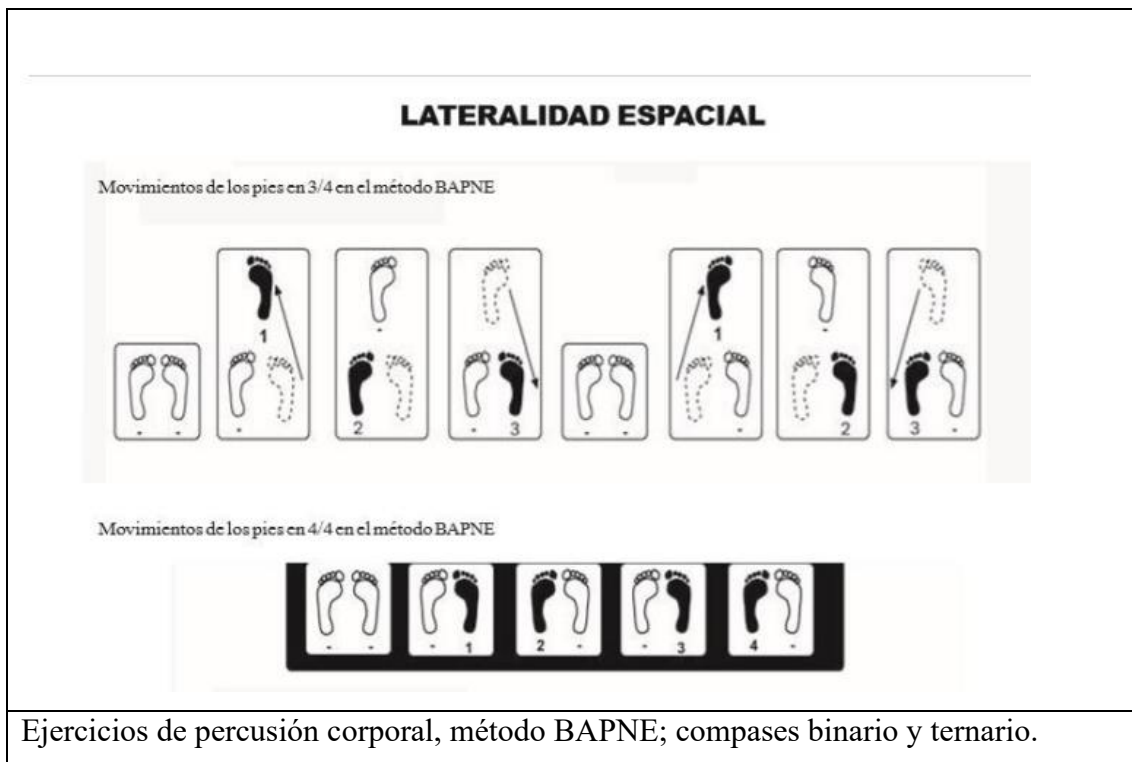 LATERALIDAD ESPACIAL
Movimientos de los pies en 3/4 en el método BAPNE
1
-
-
2
3
-
- -
- 3
- -
1
-
-
2
3 -
Movimientos de los pies en 4/4 en el método BAPNE
- - - 1 2 - - 3 4 -
Ejercicios de percusión corporal, método BAPNE; compases binario y ternario.